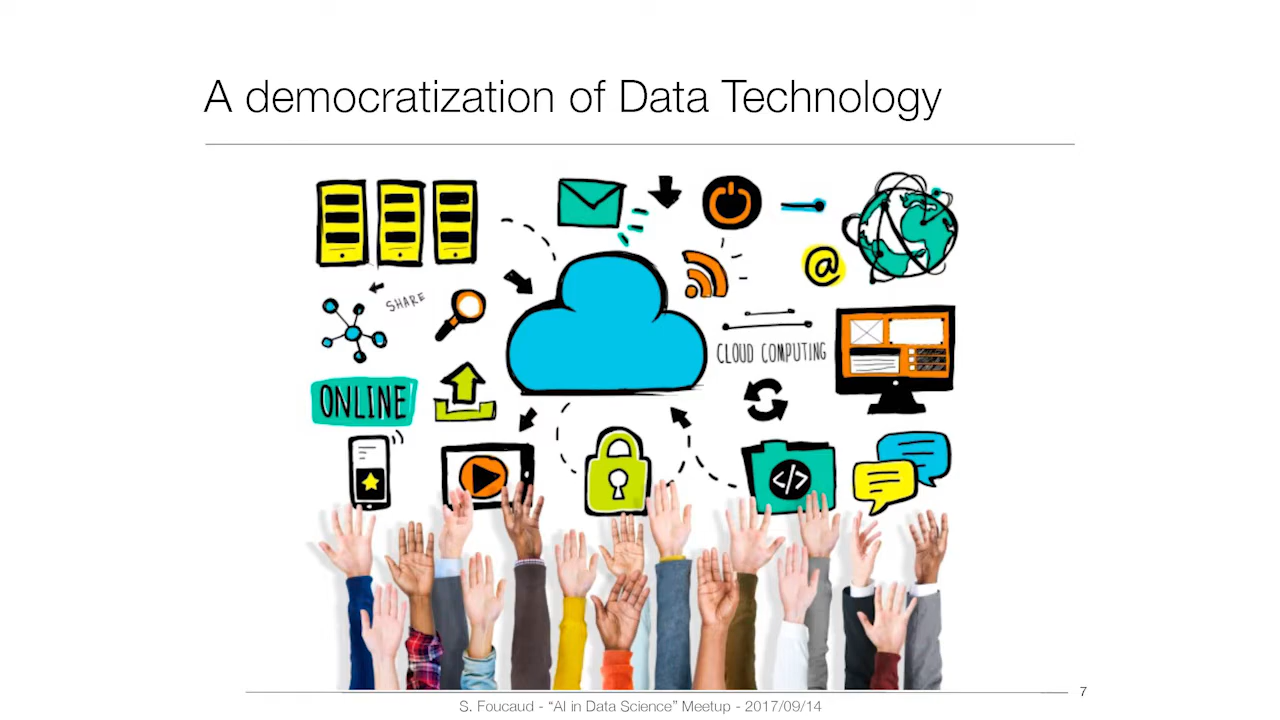 A democratization of Data Technology
SHARE
@
CLOUD COMPUTING
ONLINE
</>
7
S. Foucaud - “AI in Data Science” Meetup - 2017/09/14